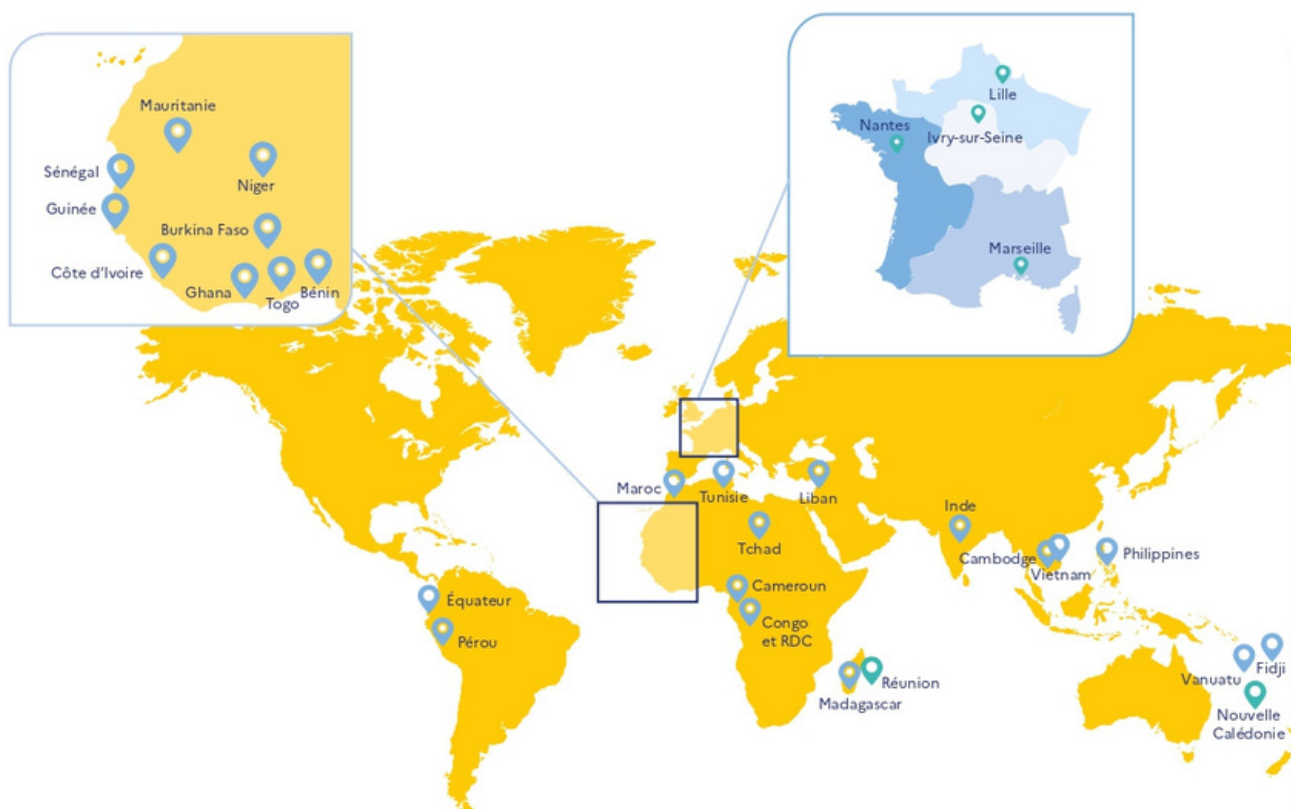 Mauritanie
Sénégal
Niger
Guinée
Burkina Faso
Côte d'Ivoire
Ghana
Togo
Bénin
Lille
Nantes
Ivry-sur-Seine
Marseille
Maroc
Tunisie
Liban
Tchad
Inde
Cambodge
Vietnam
Philippines
Cameroun
Équateur
Congo
et RDC
Pérou
Réunion
Madagascar
Fidji
Vanuatu
Nouvelle
Calédonie